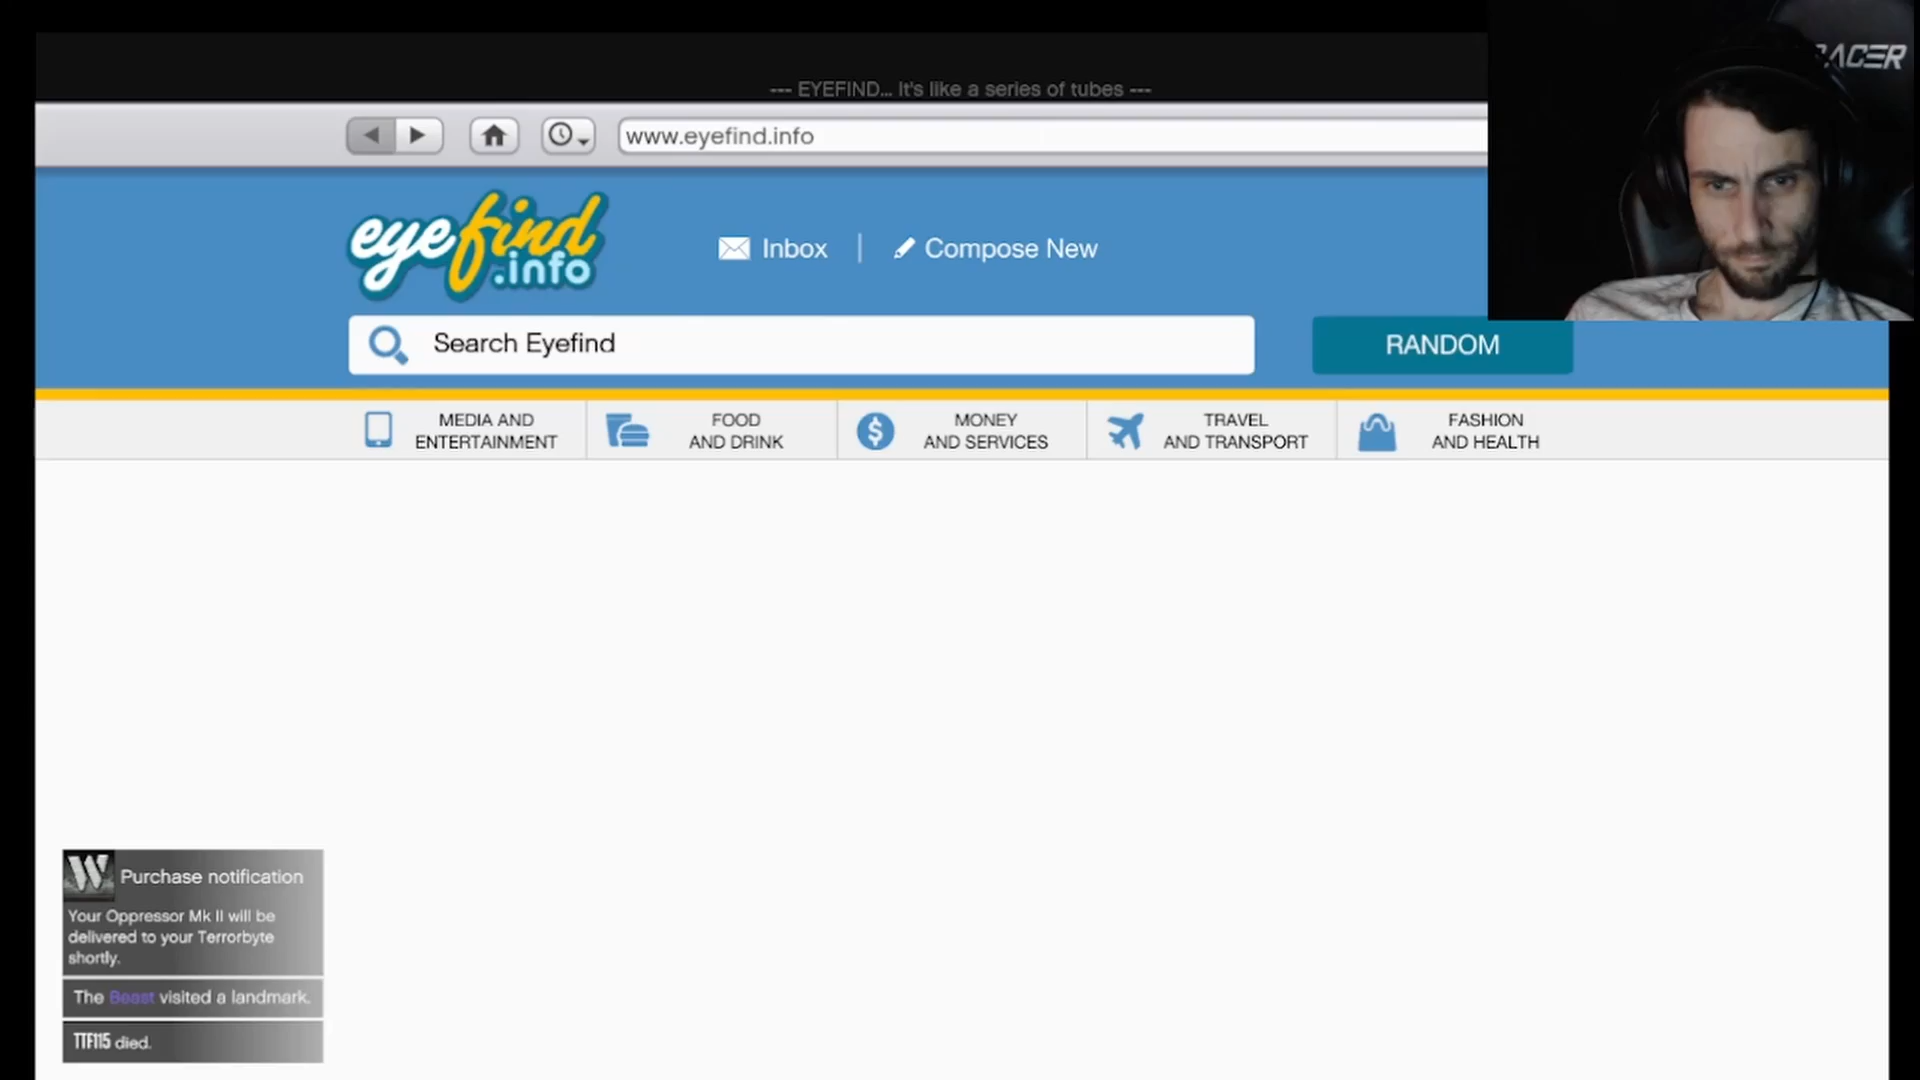 --- EYEFIND... It's like a series of tubes ---
www.eyefind.info
eyefind
.info
Inbox
Compose New
Search Eyefind
RANDOM
MEDIA AND
ENTERTAINMENT
FOOD
AND DRINK
MONEY
AND SERVICES
TRAVEL
AND TRANSPORT
FASHION
AND HEALTH
W
Purchase notification
Your Oppressor Mk II will be
delivered to your Terrorbyte
shortly.
The Beast visited a landmark.
TTF115 died.